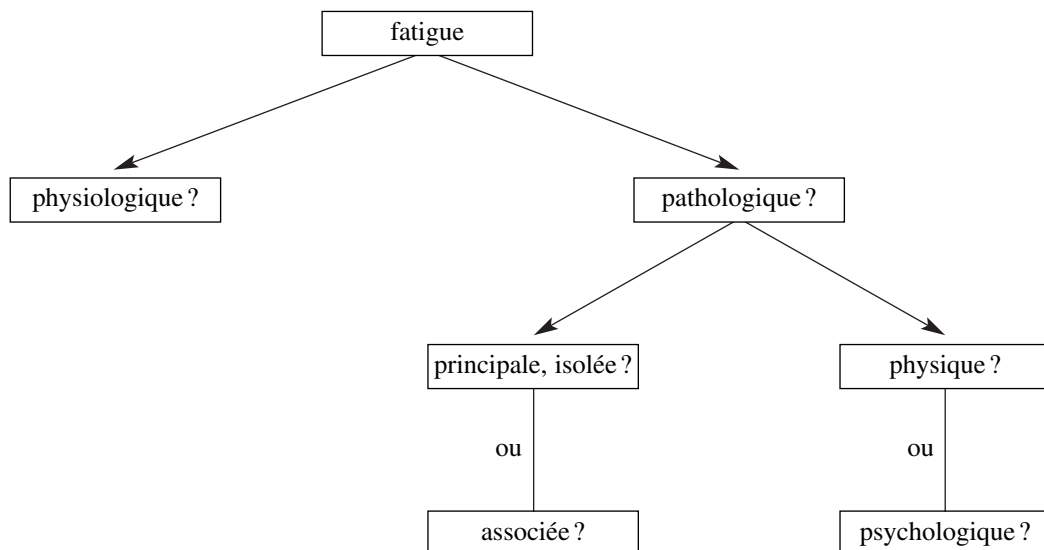 fatigue
physiologique ?
pathologique ?
principale, isolée ?
physique ?
ou
ou
associée ?
psychologique ?